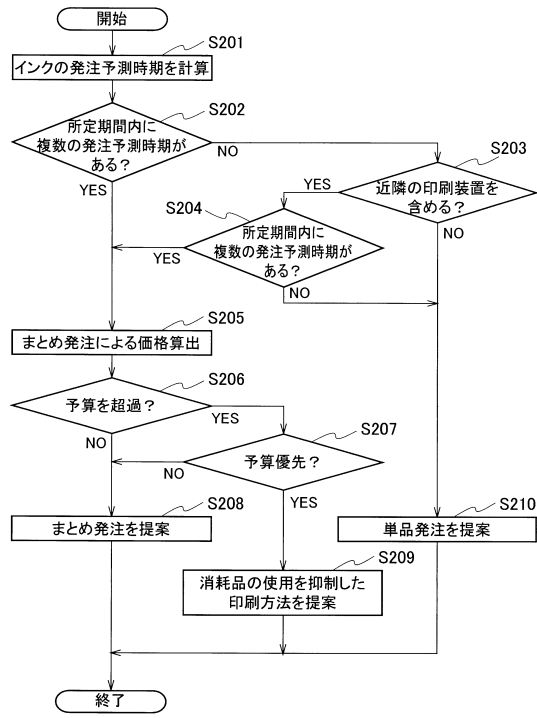 開始
S201
インクの発注予測時期を計算
S202
所定期間内に
複数の発注予測時期が
ある?
NO
YES
S203
近隣の印刷装置を
含める?
YES
NO
S204
所定期間内に
複数の発注予測時期が
ある?
YES
NO
S205
まとめ発注による価格算出
S206
予算を超過?
YES
NO
S207
予算優先?
NO
YES
S208
まとめ発注を提案
S210
単品発注を提案
S209
消耗品の使用を抑制した
印刷方法を提案
終了